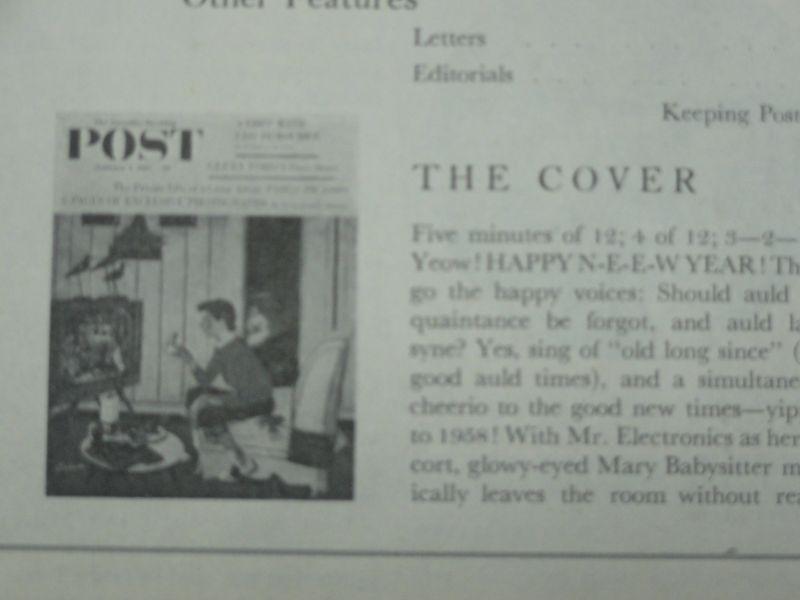 Other Features
Letters
Editorials
Keeping Post
POST
THE COVER
Five minutes of 12; 4 of 12; 3—2—
Yeow! HAPPY N-E-E-W YEAR! Th
go the happy voices: Should auld
quaintance be forgot, and auld la
syne? Yes, sing of "old long since" (
good auld times), and a simultane
cheerio to the good new times—yip
to 1958! With Mr. Electronics as her
cort, glowy-eyed Mary Babysitter m
ically leaves the room without rea